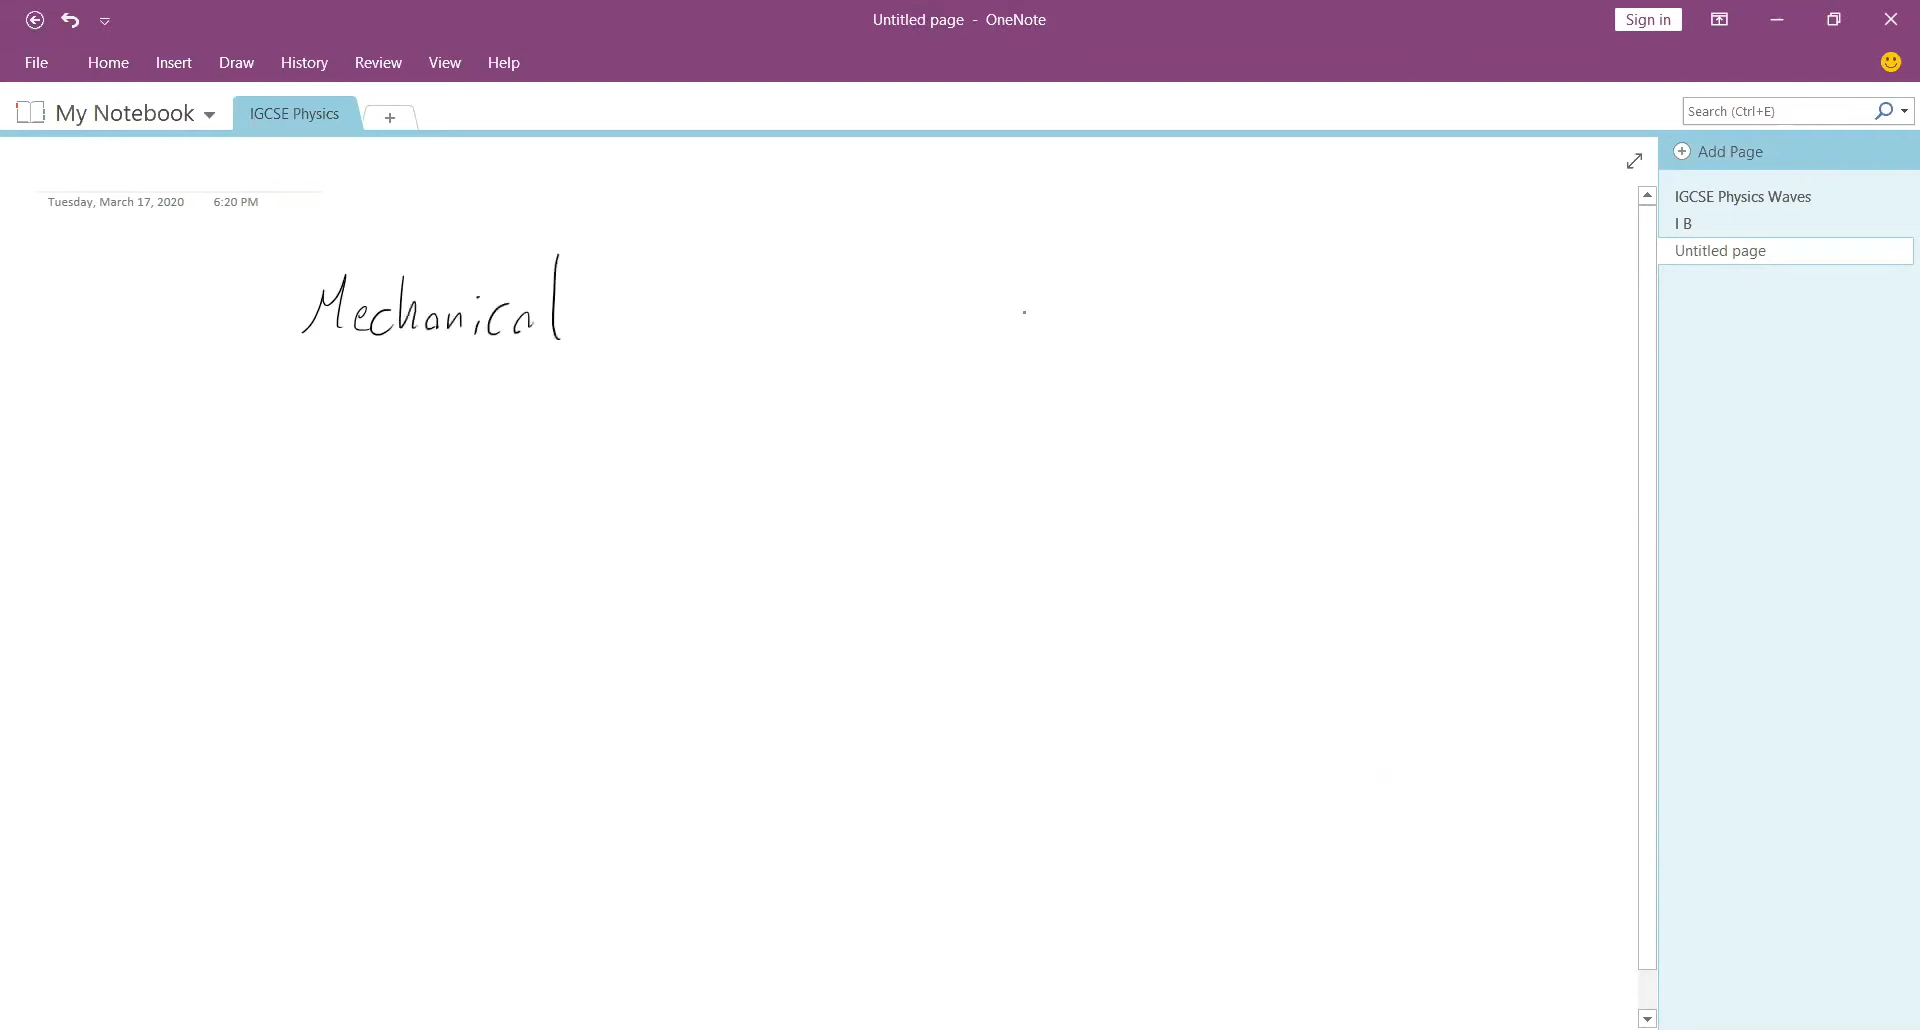 Untitled page - OneNote
Sign in
File Home Insert Draw History Review View Help
My Notebook
IGCSE Physics
+
Search (Ctrl+E)
Add Page
Tuesday, March 17, 2020 6:20 PM
IGCSE Physics Waves
I B
Untitled page
Mechanical